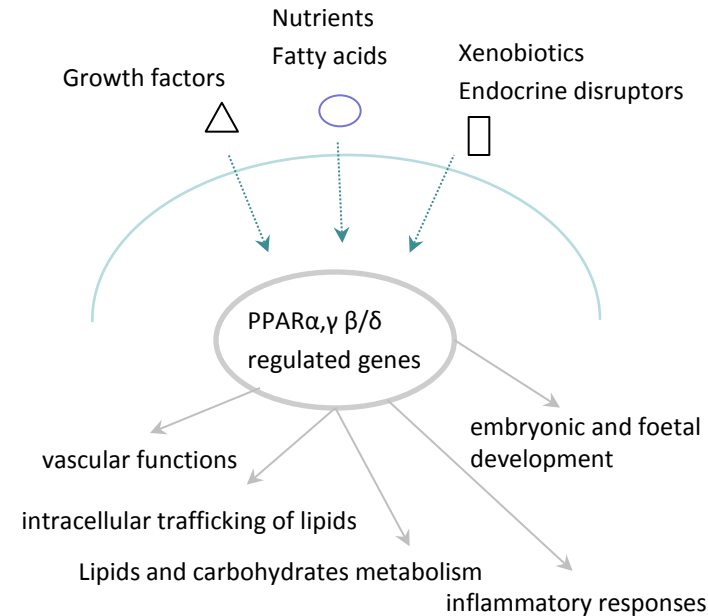 Nutrients
Fatty acids
Xenobiotics
Endocrine disruptors
Growth factors
PPARα,γ β/δ
regulated genes
embryonic and foetal
development
vascular functions
intracellular trafficking of lipids
Lipids and carbohydrates metabolism
inflammatory responses